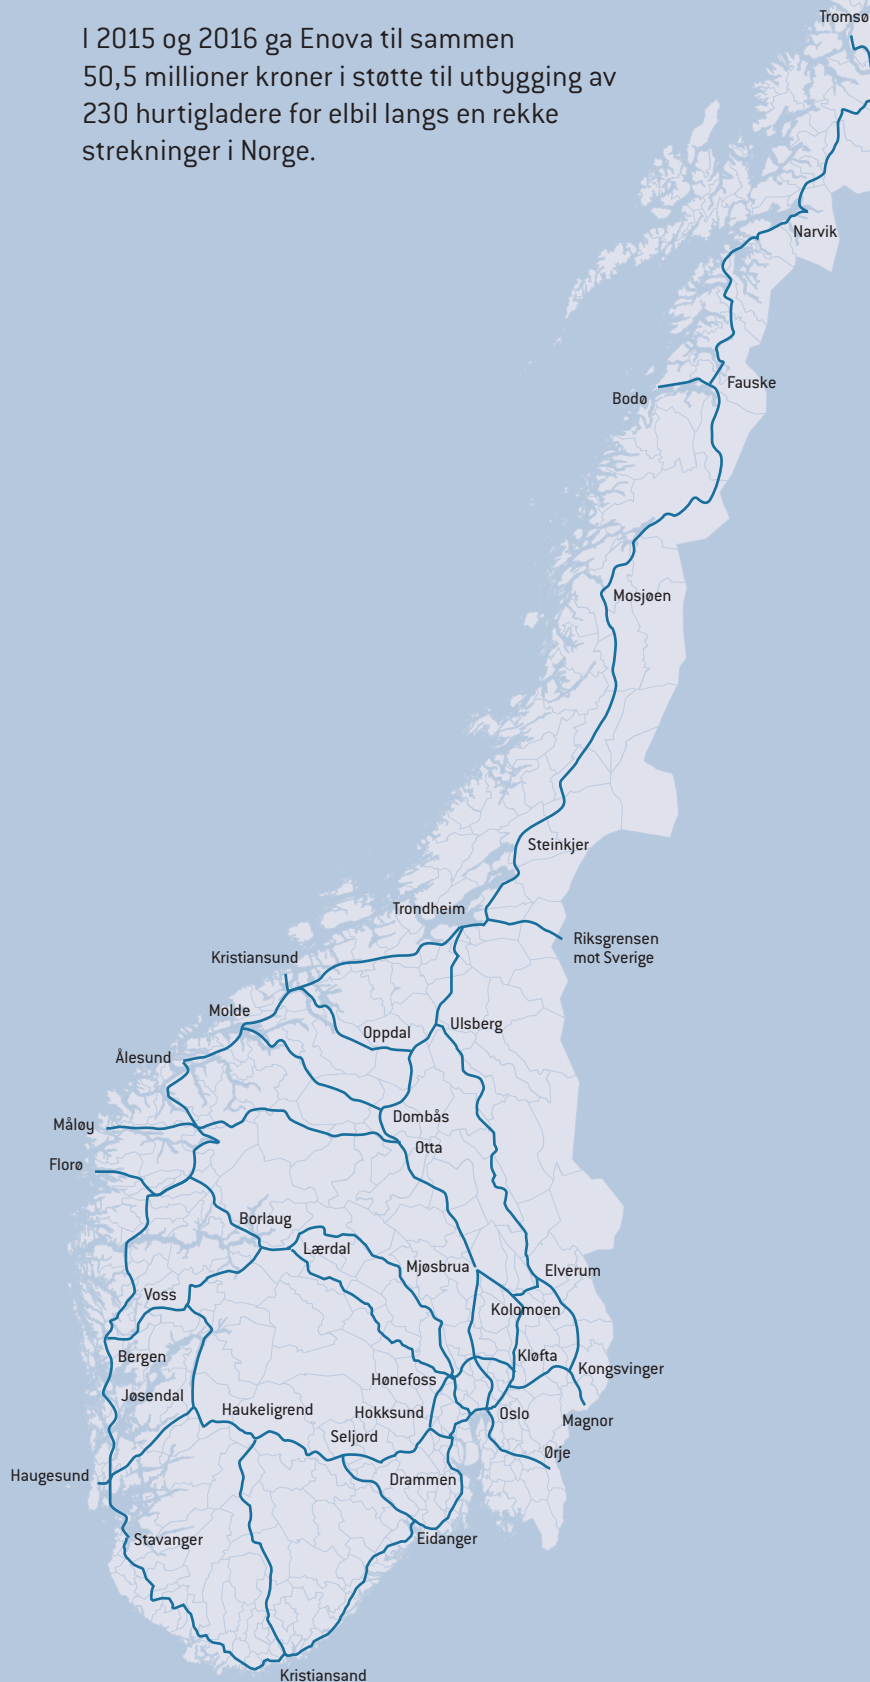 I 2015 og 2016 ga Enova til sammen
50,5 millioner kroner i støtte til utbygging av
230 hurtigladere for elbil langs en rekke
strekninger i Norge.
Tromsø
Narvik
Fauske
Bodø
Mosjøen
Steinkjer
Trondheim
Riksgrensen
mot Sverige
Kristiansund
Molde
Oppdal
Ulsberg
Ålesund
Dombås
Måløy
Otta
Florø
Borlaug
Lærdal
Mjøsbrua
Elverum
Voss
Kolomoen
Bergen
Kløfta
Kongsvinger
Hønefoss
Jøsendal
Haukeligrend
Hokksund
Oslo
Magnor
Seljord
Ørje
Haugesund
Drammen
Stavanger
Eidanger
Kristiansand